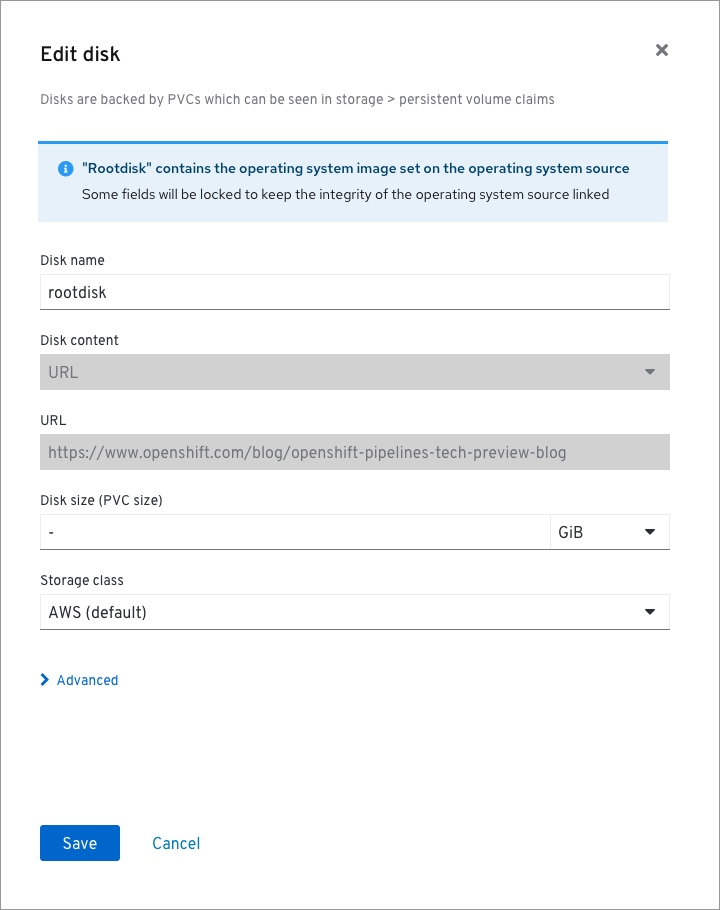 Edit disk
Disks are backed by PVCs which can be seen in storage > persistent volume claims
"Rootdisk" contains the operating system image set on the operating system source
Some fields will be locked to keep the integrity of the operating system source linked
Disk name
rootdisk
Disk content
URL
URL
https://www.openshift.com/blog/openshift-pipelines-tech-preview-blog
Disk size (PVC size)
- GiB
Storage class
AWS (default)
Advanced
Save Cancel